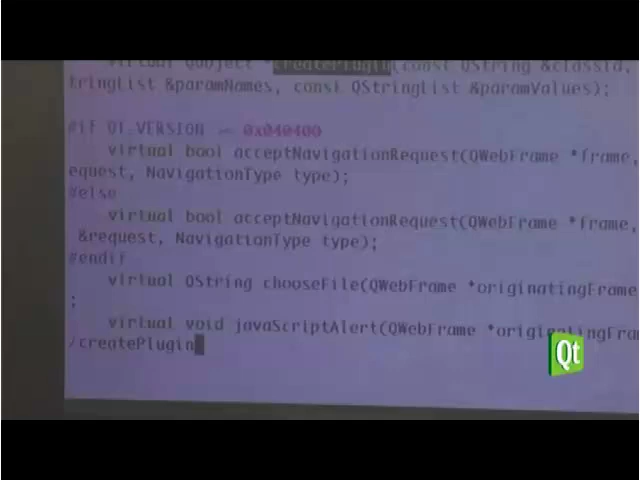 virtual QObject *createPlugin(const QString &classid,
tringList &paramNames, const QStringList &paramValues);
#if QT_VERSION 0x040400
virtual bool acceptNavigationRequest(QWebFrame *frame,
equest, NavigationType type);
#else
virtual bool acceptNavigationRequest(QWebFrame *frame,
&request, NavigationType type);
#endif
virtual QString chooseFile(QWebFrame *originatingFrame
;
virtual void javaScriptAlert(QWebFrame *originatingFra
/createPlugin
Qt